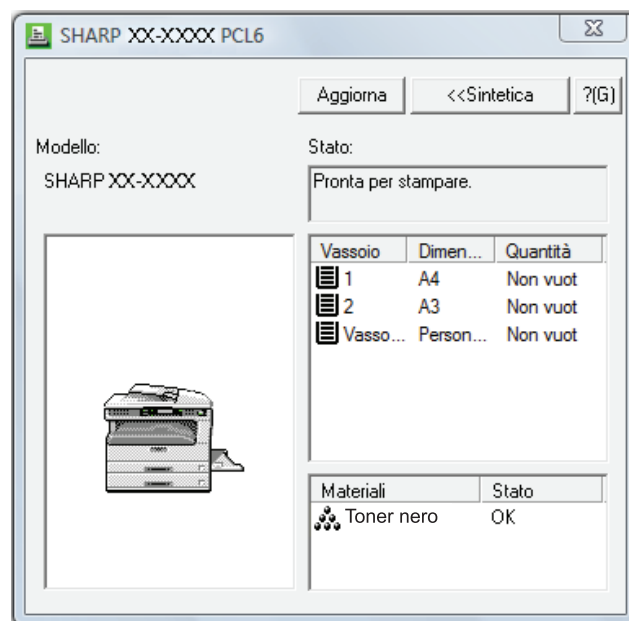 SHARP XX-XXXX PCL6
Aggiorna <<Sintetica ?(G)
Modello: Stato:
SHARP XX-XXXX Pronta per stampare.
Vassoio Dimen... Quantità
1 A4 Non vuot
2 A3 Non vuot
Vasso... Person... Non vuot
Materiali Stato
Toner nero OK